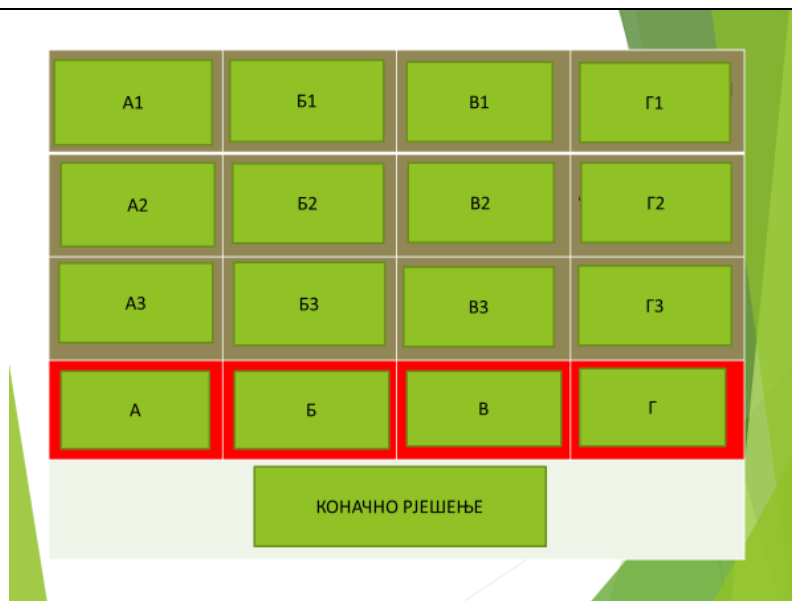 А1 Б1 В1 Г1
А2 Б2 В2 Г2
А3 Б3 В3 Г3
А Б В Г
КОНАЧНО РЈЕШЕЊЕ